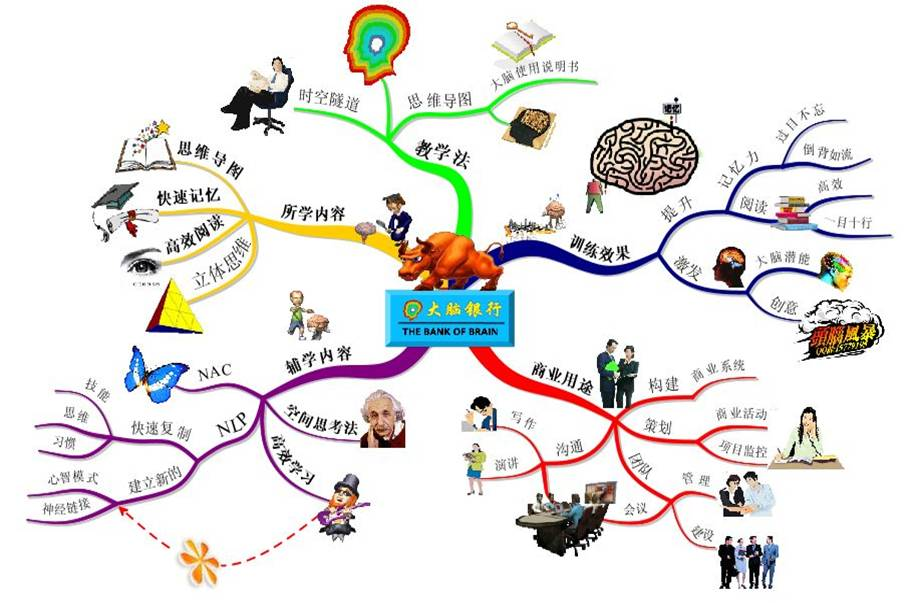 大脑银行
THE BANK OF BRAIN
教学法
时空隧道
思维导图
大脑使用说明书
训练效果
提升
记忆力
过目不忘
倒背如流
阅读
高效
一目十行
激发
大脑潜能
创意
頭腦風暴
商业用途
构建
商业系统
策划
商业活动
项目监控
沟通
写作
演讲
团队
管理
建设
会议
辅学内容
NAC
NLP
快速复制
技能
思维
习惯
建立新的
心智模式
神经链接
空间思考法
高效学习
所学内容
思维导图
快速记忆
高效阅读
立体思维